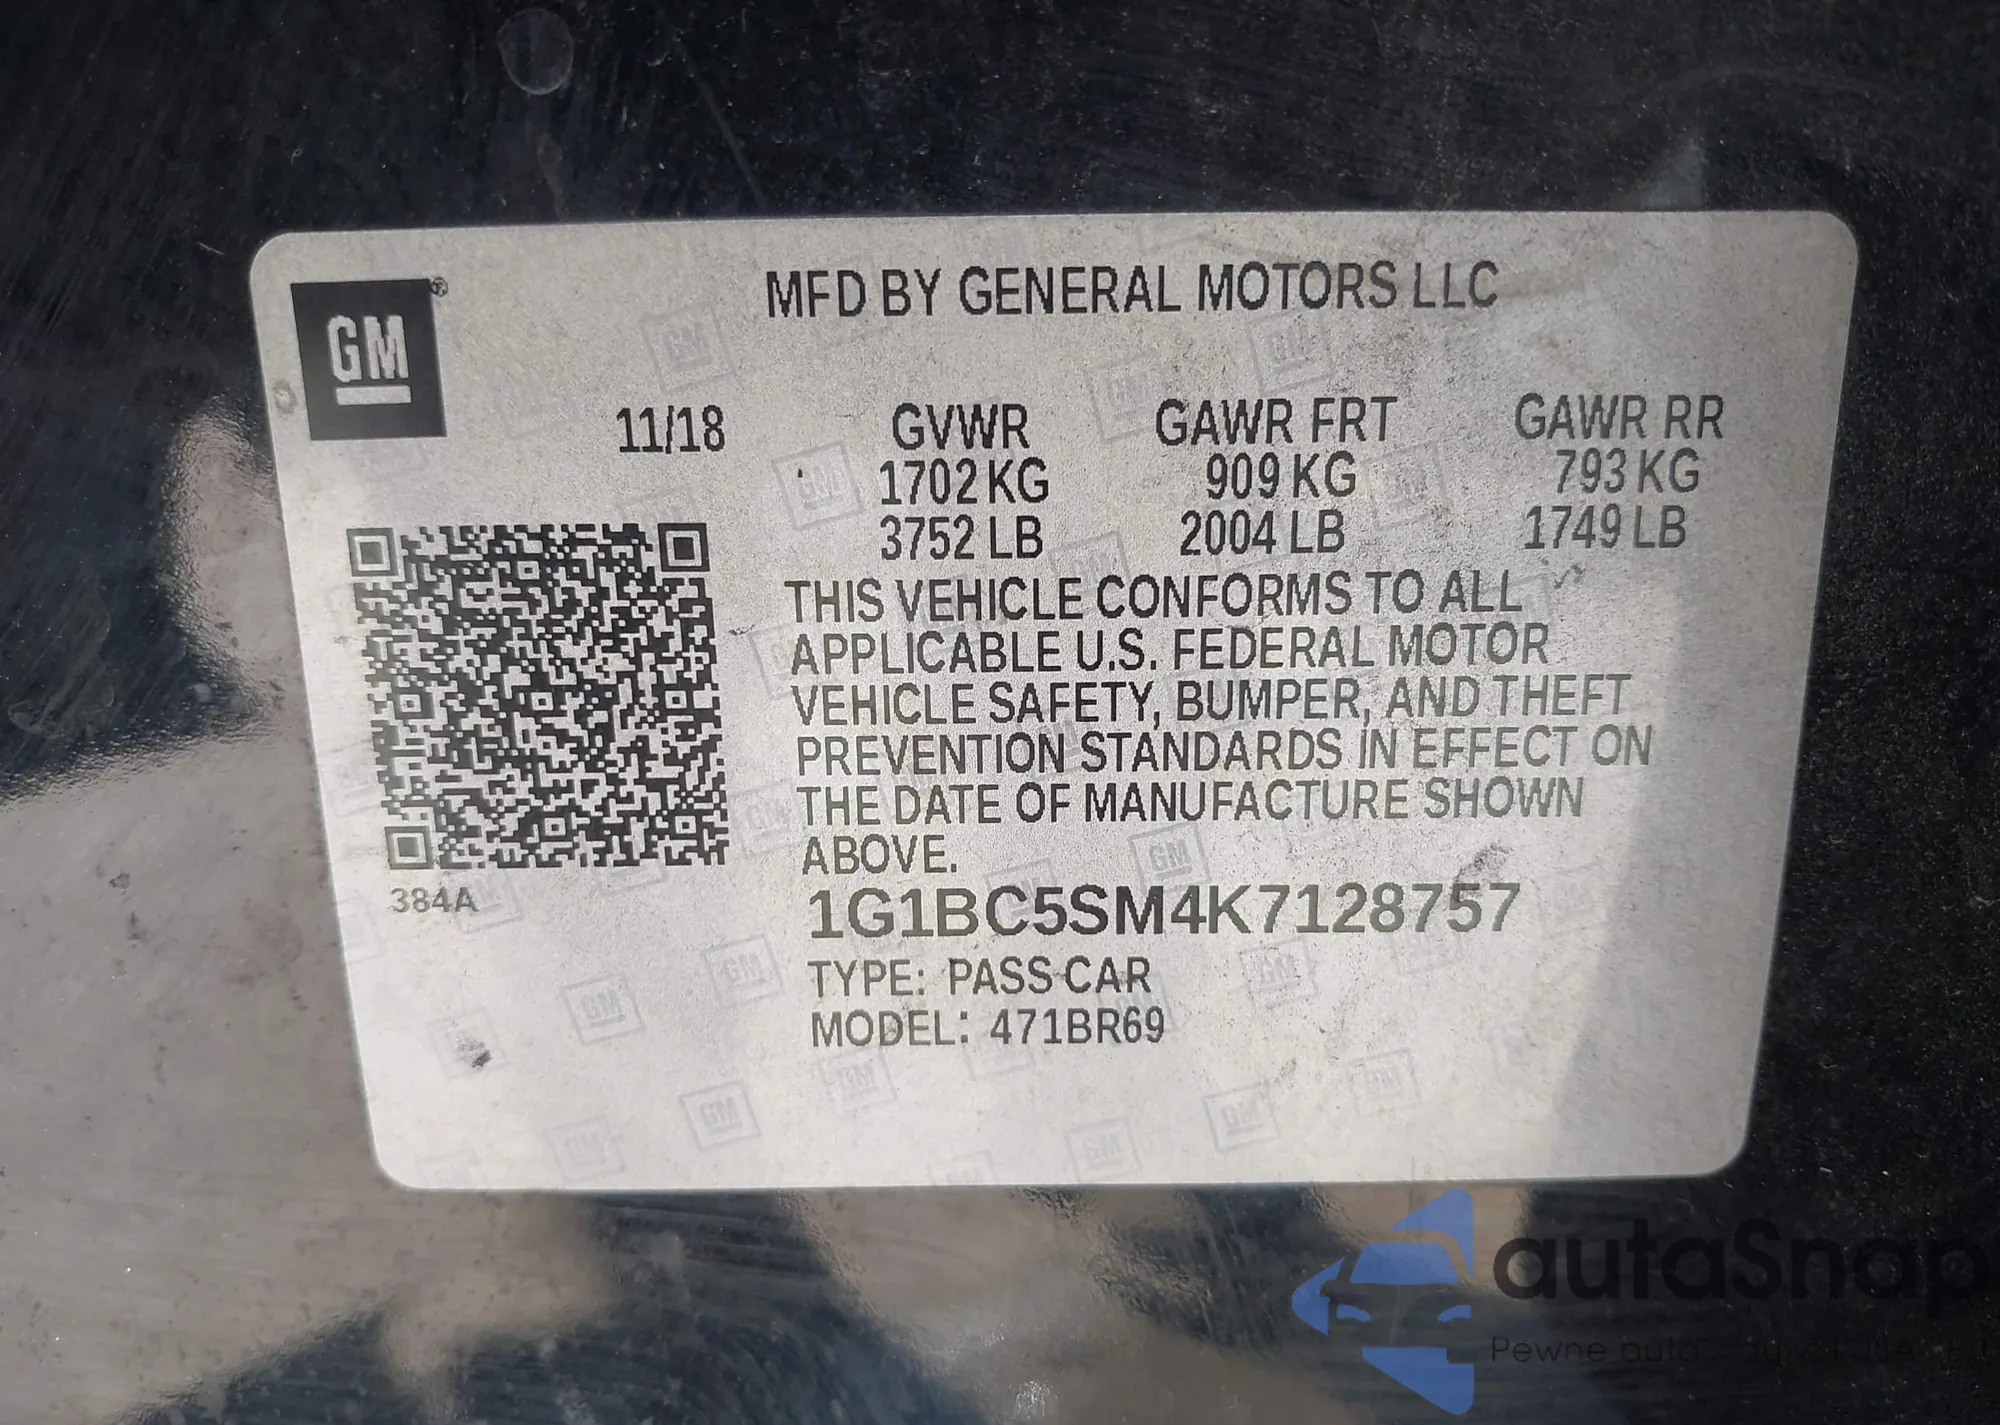 GM
MFD BY GENERAL MOTORS LLC
11/18 GVWR GAWR FRT GAWR RR
1702 KG 909 KG 793 KG
3752 LB 2004 LB 1749 LB
THIS VEHICLE CONFORMS TO ALL
APPLICABLE U.S. FEDERAL MOTOR
VEHICLE SAFETY, BUMPER, AND THEFT
PREVENTION STANDARDS IN EFFECT ON
THE DATE OF MANUFACTURE SHOWN
ABOVE.
384A
1G1BC5SM4K7128757
TYPE: PASS CAR
MODEL: 471BR69
autaSnap
Pewne auta